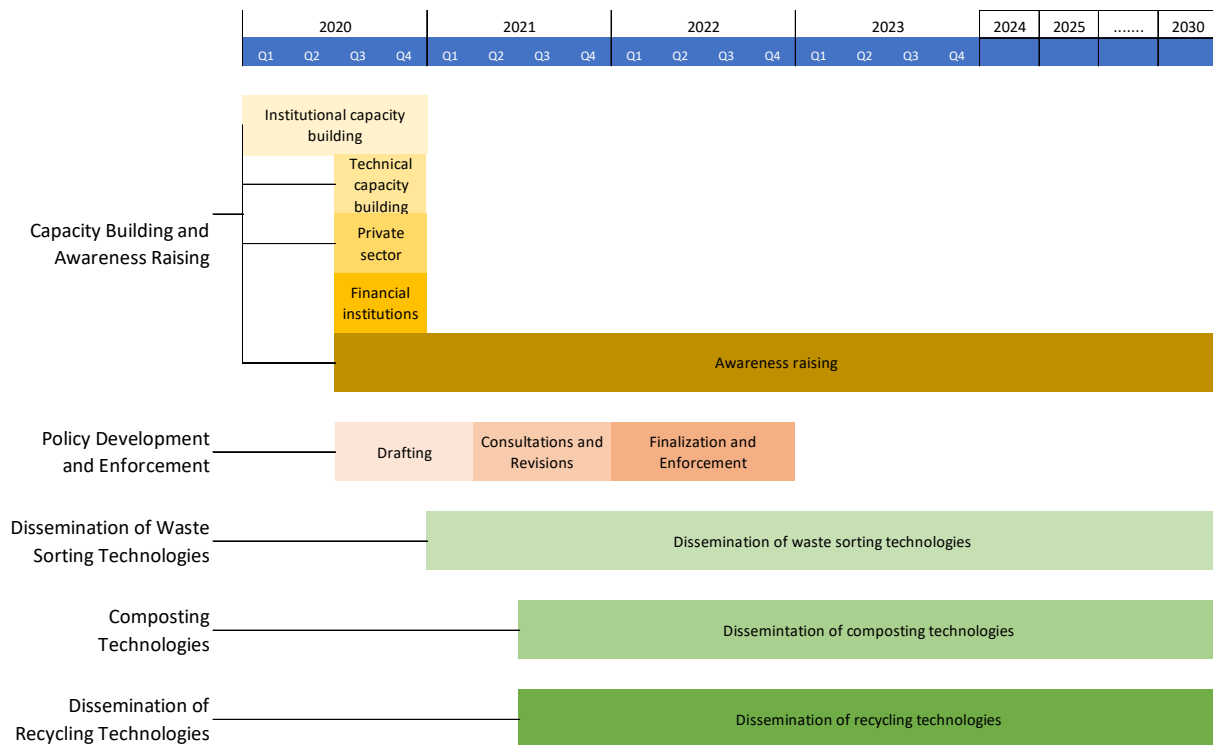 2020 2021 2022 2023 2024 2025 ....... 2030
Q1 Q2 Q3 Q4 Q1 Q2 Q3 Q4 Q1 Q2 Q3 Q4 Q1 Q2 Q3 Q4
Capacity Building and
Awareness Raising
Institutional capacity
building
Technical
capacity
building
Private
sector
Financial
institutions
Awareness raising
Policy Development
and Enforcement
Drafting
Consultations and
Revisions
Finalization and
Enforcement
Dissemination of Waste
Sorting Technologies
Dissemination of waste sorting technologies
Composting
Technologies
Dissemintation of composting technologies
Dissemination of
Recycling Technologies
Dissemination of recycling technologies